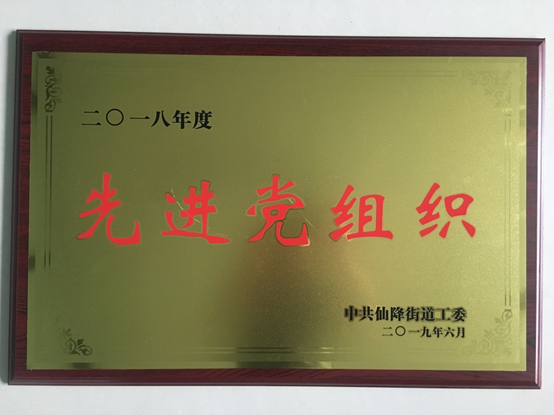 二〇一八年度
先进党组织
中共仙降街道工委
二〇一九年六月